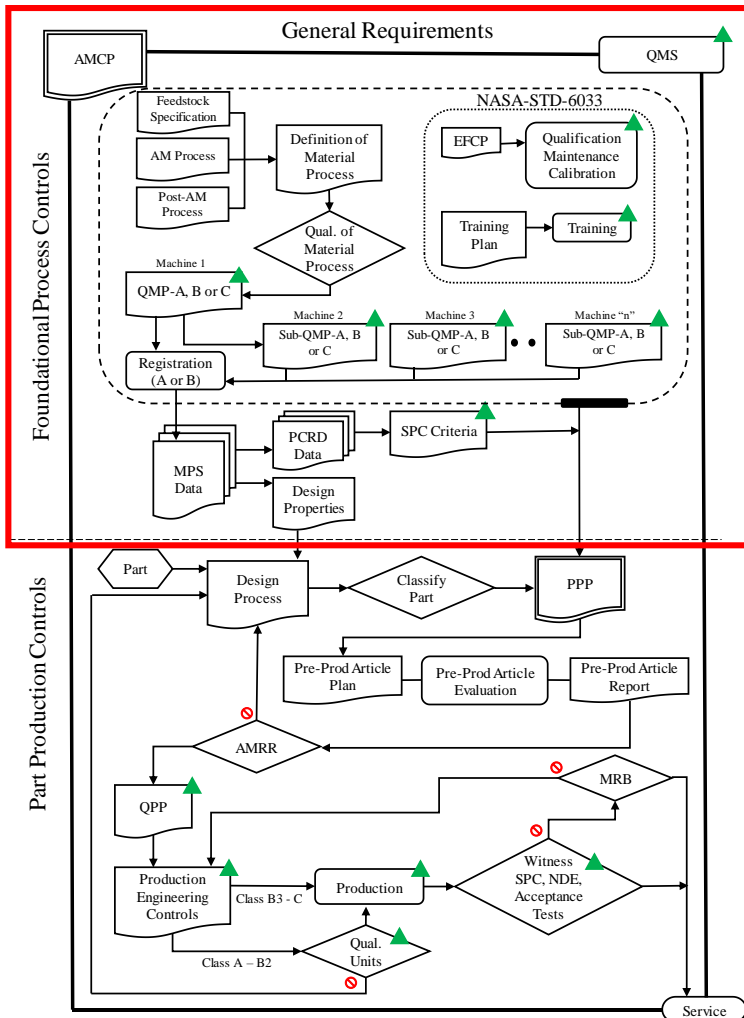 General Requirements
AMCP
QMS
Foundational Process Controls
NASA-STD-6033
Feedstock
Specification
AM Process
Post-AM
Process
Definition of
Material
Process
Qual. of
Material
Process
EFCP
Qualification
Maintenance
Calibration
Training
Plan
Training
Machine 1
QMP-A, B or C
Machine 2
Sub-QMP-A, B
or C
Machine 3
Sub-QMP-A, B
or C
Machine “n”
Sub-QMP-A, B
or C
Registration
(A or B)
MPS
Data
PCRD
Data
SPC Criteria
Design
Properties
Part Production Controls
Part
Design
Process
Classify
Part
PPP
Pre-Prod Article
Plan
Pre-Prod Article
Evaluation
Pre-Prod Article
Report
AMRR
MRB
QPP
Production
Engineering
Controls
Class B3 - C
Production
Witness
SPC, NDE,
Acceptance
Tests
Class A – B2
Qual.
Units
Service